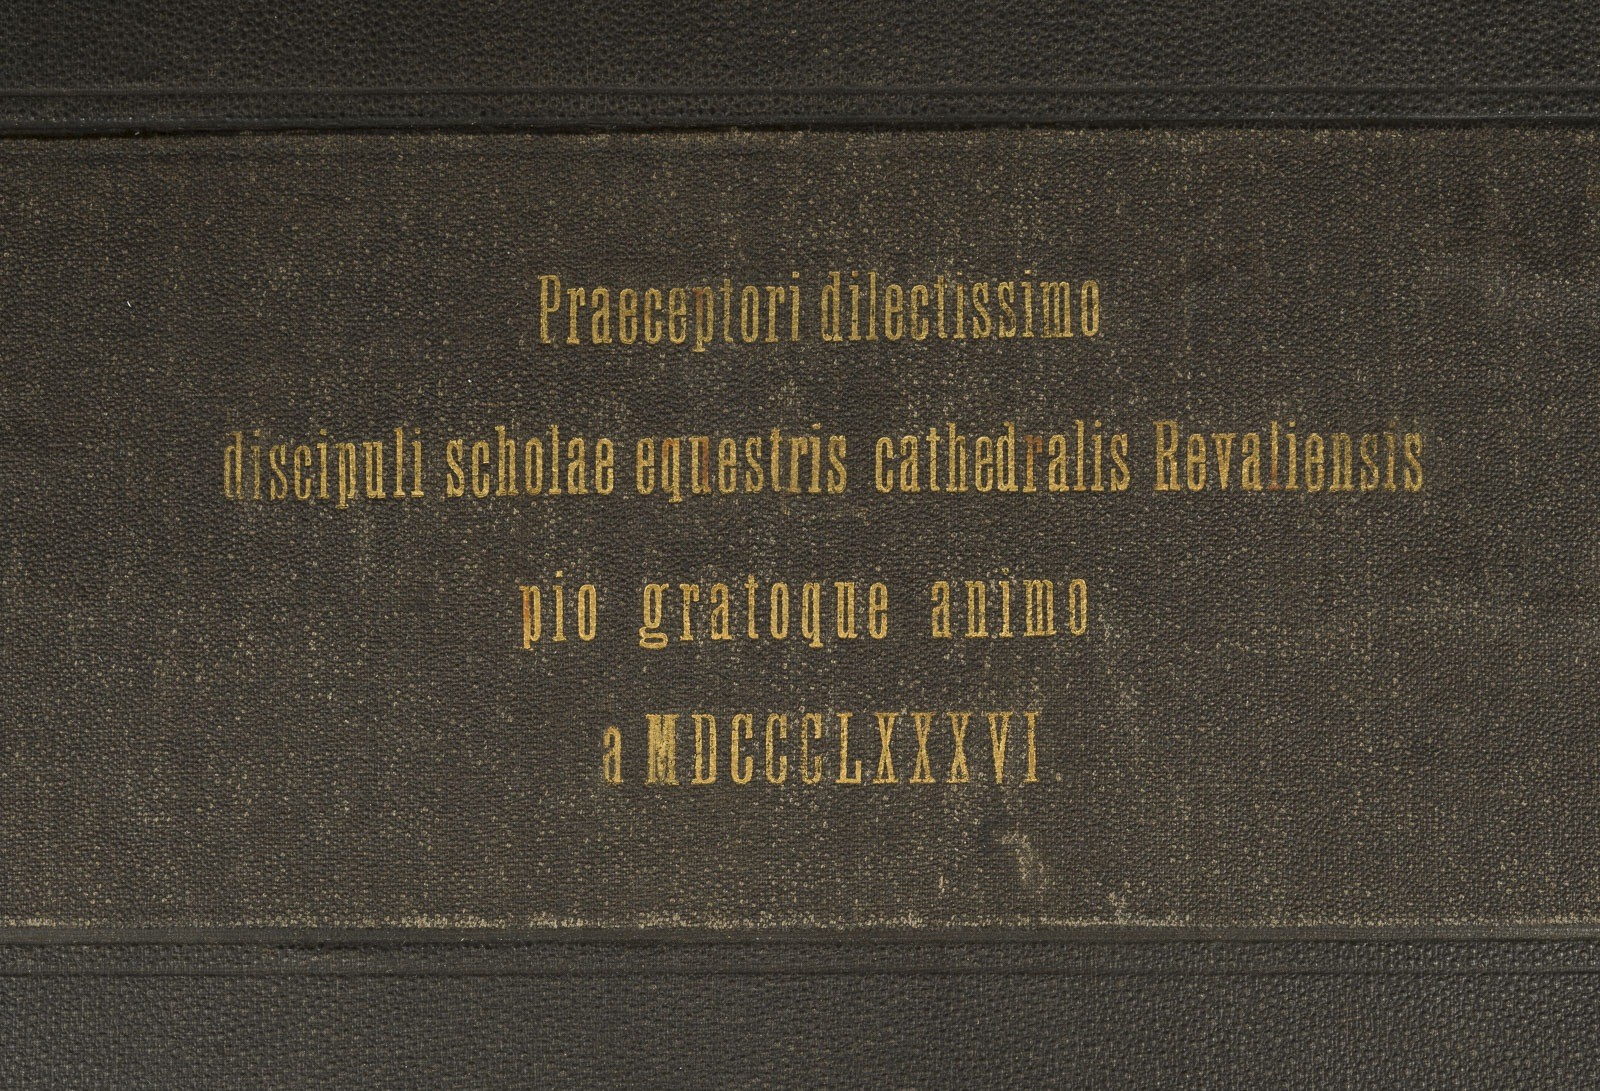 Praeceptori dilectissimo
discipuli scholae equestris cathedralis Revaliensis
pio gratoque animo
a MDCCCLXXXVI